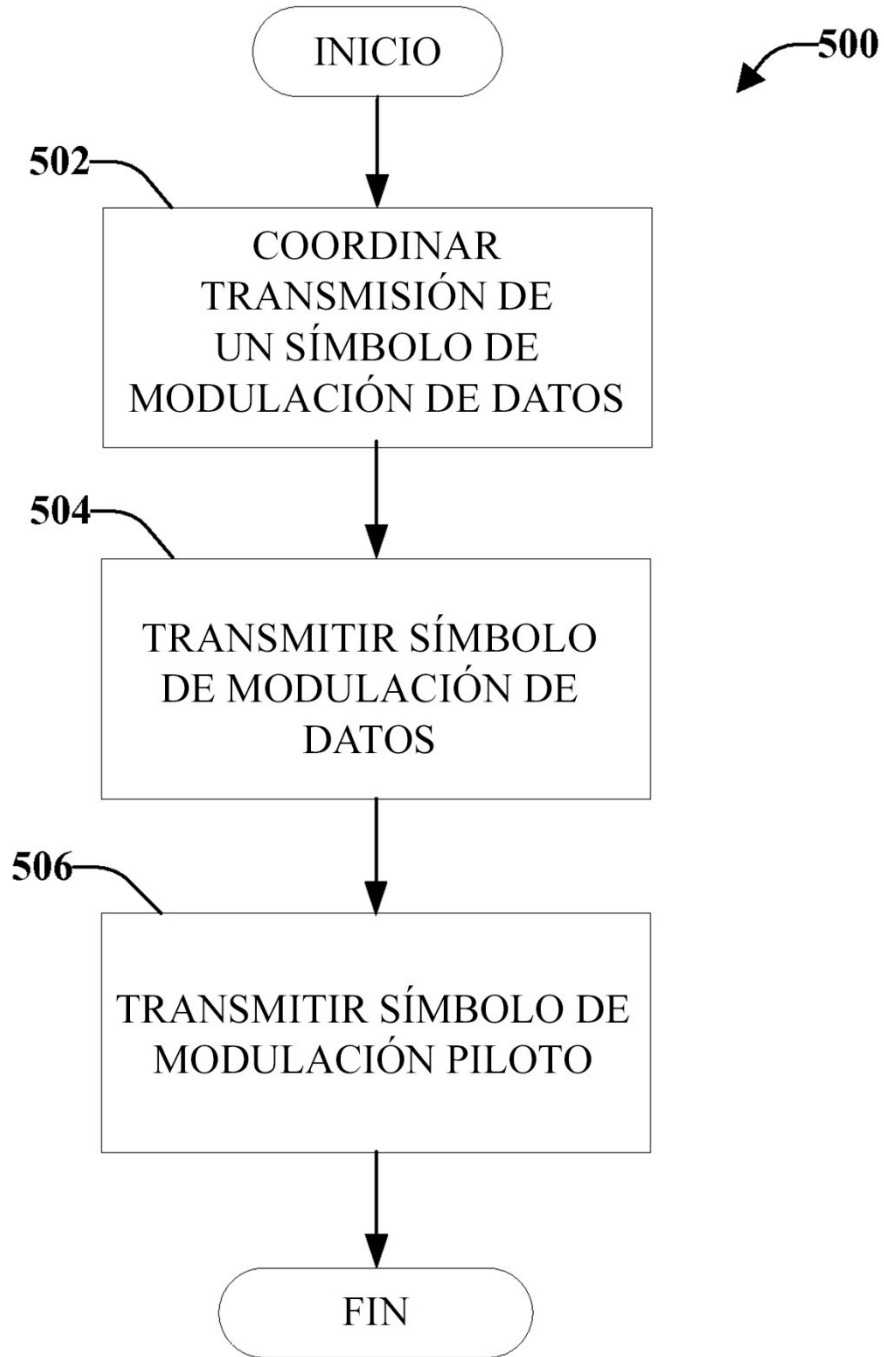 INICIO
500
502
COORDINAR
TRANSMISIÓN DE
UN SÍMBOLO DE
MODULACIÓN DE DATOS
504
TRANSMITIR SÍMBOLO
DE MODULACIÓN DE
DATOS
506
TRANSMITIR SÍMBOLO DE
MODULACIÓN PILOTO
FIN